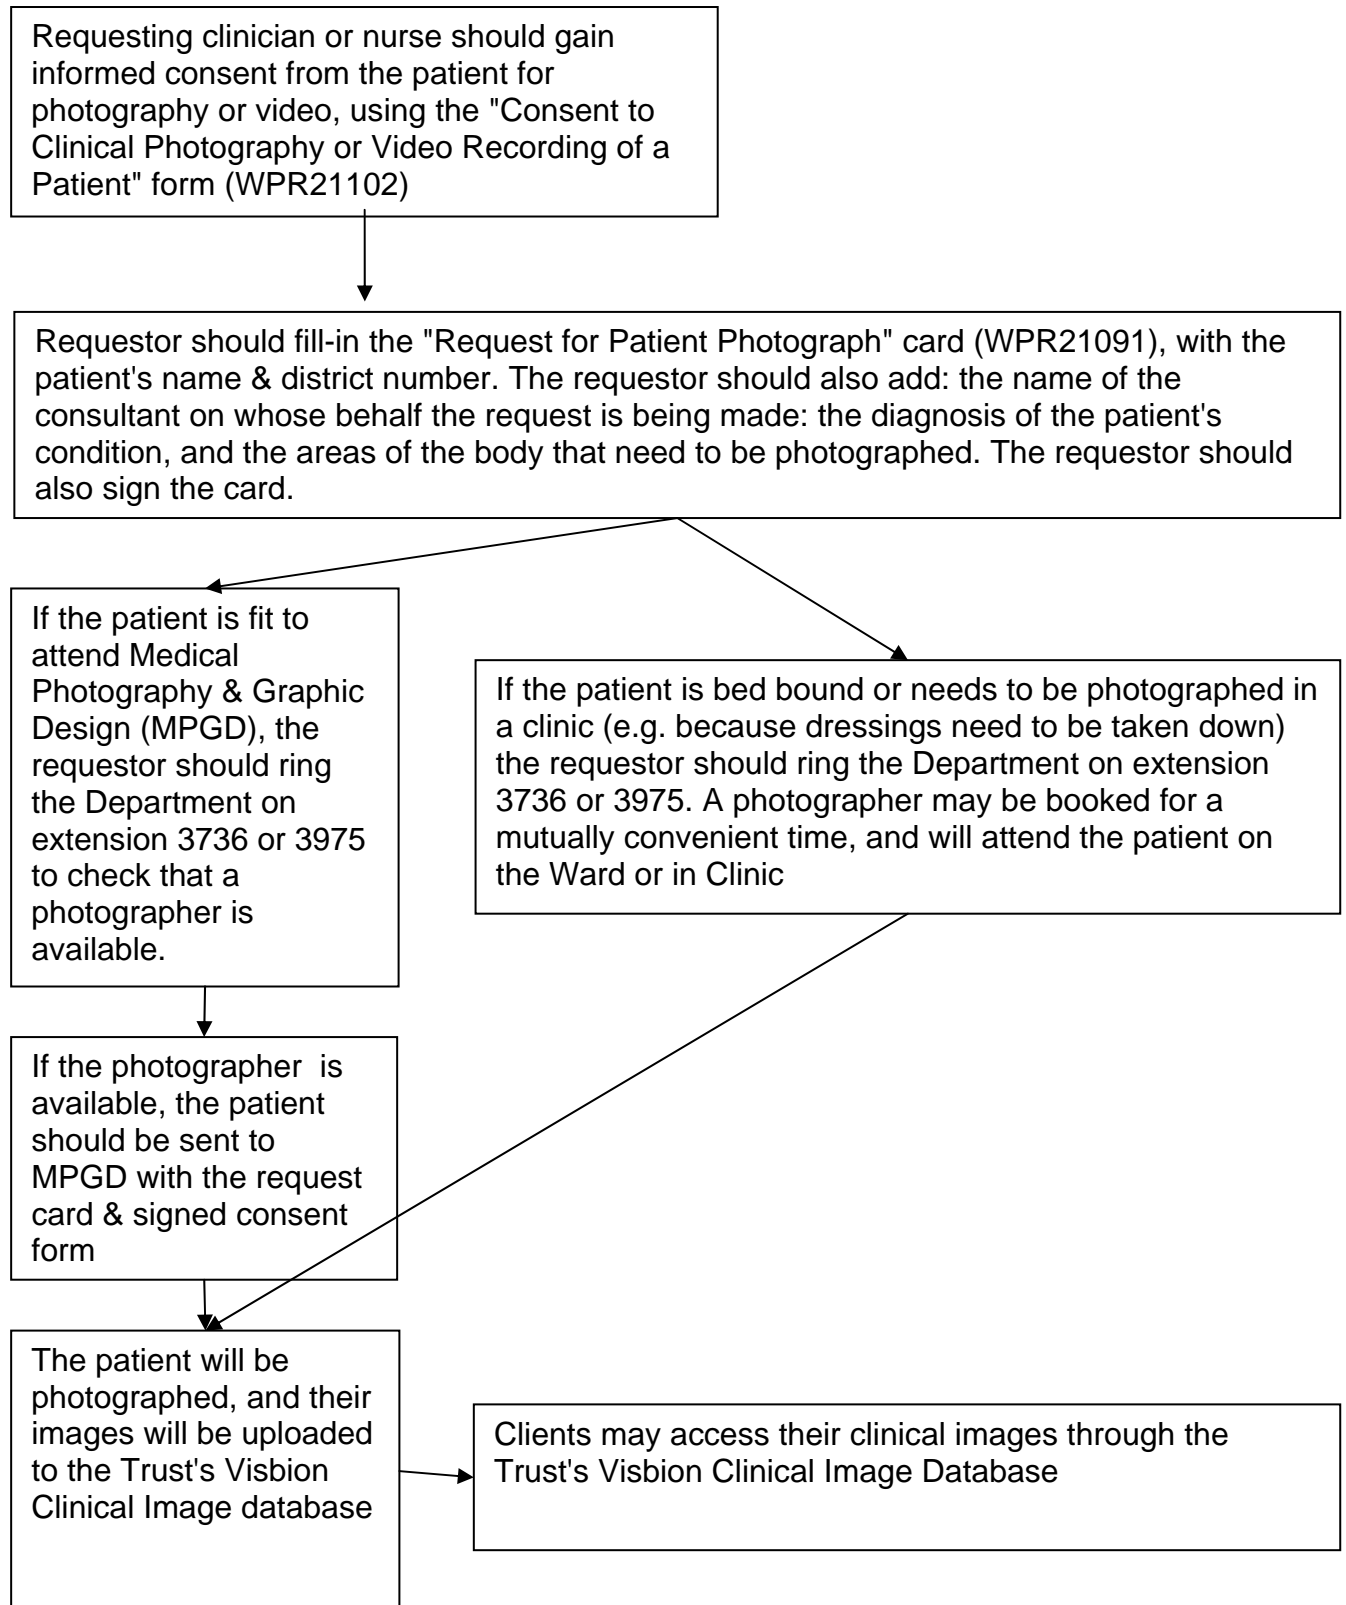 Requesting clinician or nurse should gain
informed consent from the patient for
photography or video, using the "Consent to
Clinical Photography or Video Recording of a
Patient" form (WPR21102)
Requestor should fill-in the "Request for Patient Photograph" card (WPR21091), with the
patient's name & district number. The requestor should also add: the name of the
consultant on whose behalf the request is being made: the diagnosis of the patient's
condition, and the areas of the body that need to be photographed. The requestor should
also sign the card.
If the patient is fit to
attend Medical
Photography & Graphic
Design (MPGD), the
requestor should ring
the Department on
extension 3736 or 3975
to check that a
photographer is
available.
If the patient is bed bound or needs to be photographed in
a clinic (e.g. because dressings need to be taken down)
the requestor should ring the Department on extension
3736 or 3975. A photographer may be booked for a
mutually convenient time, and will attend the patient on
the Ward or in Clinic
If the photographer  is
available, the patient
should be sent to
MPGD with the request
card & signed consent
form
The patient will be
photographed, and their
images will be uploaded
to the Trust's Visbion
Clinical Image database
Clients may access their clinical images through the
Trust's Visbion Clinical Image Database